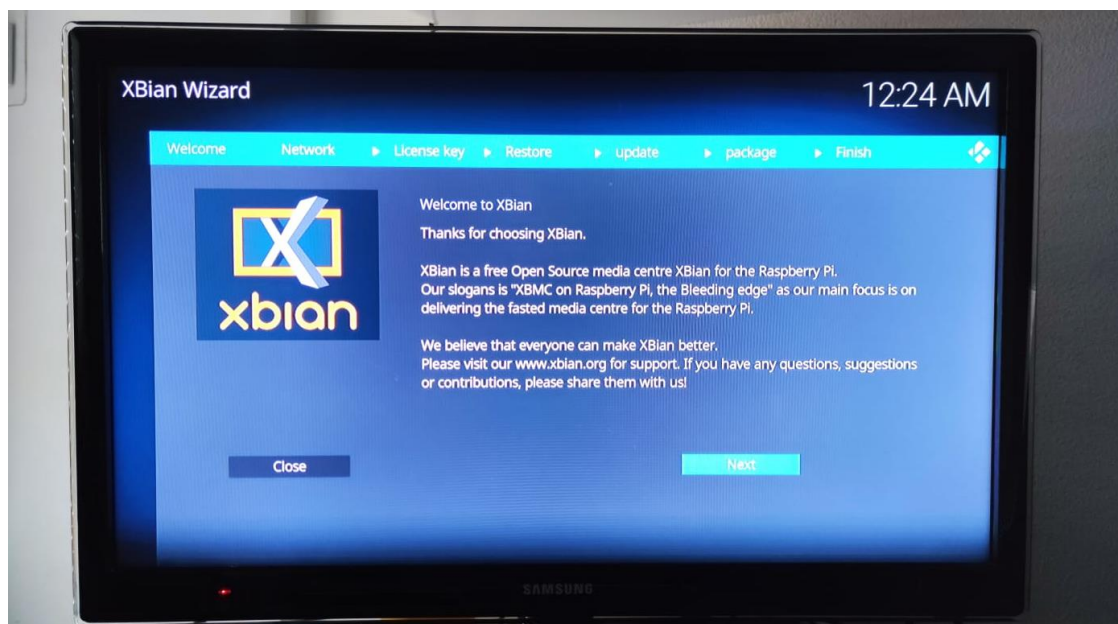 XBian Wizard
12:24 AM
Welcome Network License key Restore update package Finish
xbian
Welcome to XBian
Thanks for choosing XBian.
XBian is a free Open Source media centre XBian for the Raspberry Pi.
Our slogans is "XBMC on Raspberry Pi, the Bleeding edge" as our main focus is on
delivering the fasted media centre for the Raspberry Pi.
We believe that everyone can make XBian better.
Please visit our www.xbian.org for support. If you have any questions, suggestions
or contributions, please share them with us!
Close
Next
SAMSUNG